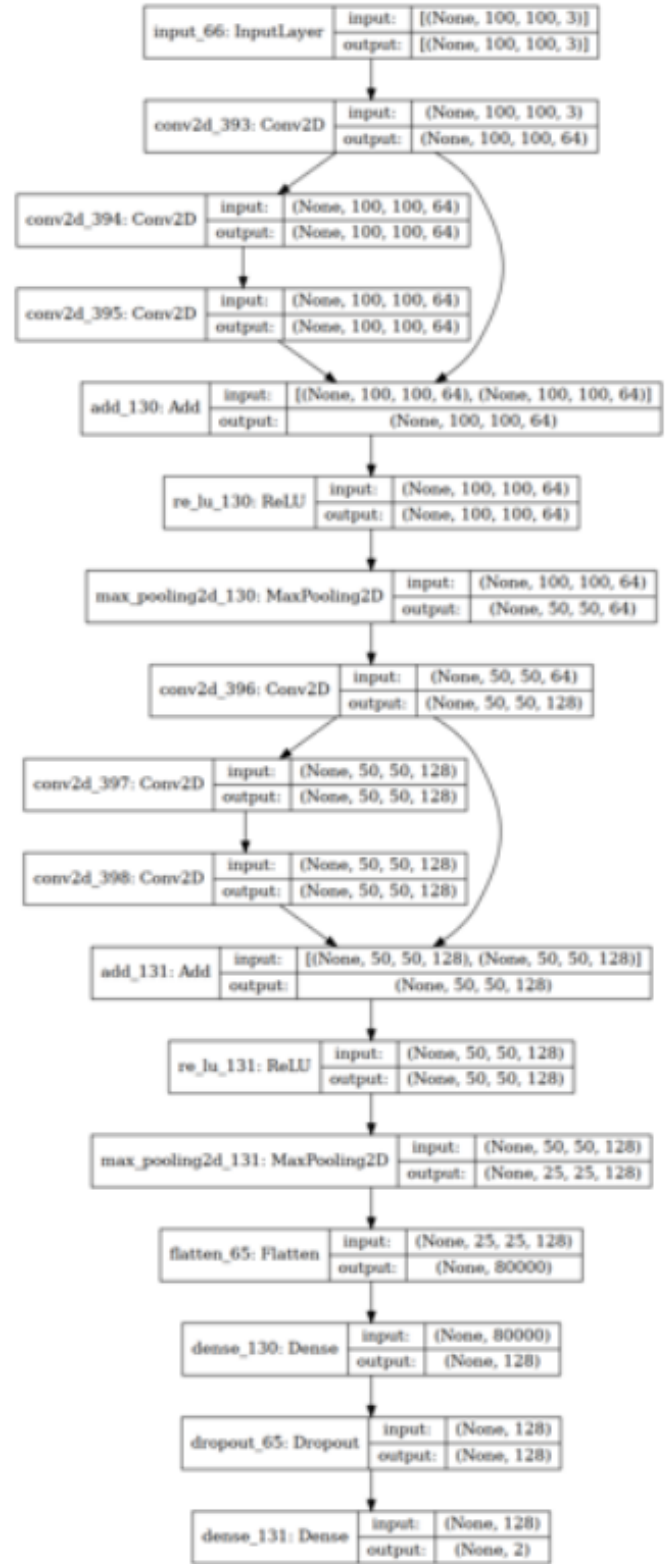 input_66: InputLayer input: [(None, 100, 100, 3)]
output: [(None, 100, 100, 3)]
conv2d_393: Conv2D input: (None, 100, 100, 3)
output: (None, 100, 100, 64)
conv2d_394: Conv2D input: (None, 100, 100, 64)
output: (None, 100, 100, 64)
conv2d_395: Conv2D input: (None, 100, 100, 64)
output: (None, 100, 100, 64)
add_130: Add input: [(None, 100, 100, 64), (None, 100, 100, 64)]
output: (None, 100, 100, 64)
re_lu_130: ReLU input: (None, 100, 100, 64)
output: (None, 100, 100, 64)
max_pooling2d_130: MaxPooling2D input: (None, 100, 100, 64)
output: (None, 50, 50, 64)
conv2d_396: Conv2D input: (None, 50, 50, 64)
output: (None, 50, 50, 128)
conv2d_397: Conv2D input: (None, 50, 50, 128)
output: (None, 50, 50, 128)
conv2d_398: Conv2D input: (None, 50, 50, 128)
output: (None, 50, 50, 128)
add_131: Add input: [(None, 50, 50, 128), (None, 50, 50, 128)]
output: (None, 50, 50, 128)
re_lu_131: ReLU input: (None, 50, 50, 128)
output: (None, 50, 50, 128)
max_pooling2d_131: MaxPooling2D input: (None, 50, 50, 128)
output: (None, 25, 25, 128)
flatten_65: Flatten input: (None, 25, 25, 128)
output: (None, 80000)
dense_130: Dense input: (None, 80000)
output: (None, 128)
dropout_65: Dropout input: (None, 128)
output: (None, 128)
dense_131: Dense input: (None, 128)
output: (None, 2)